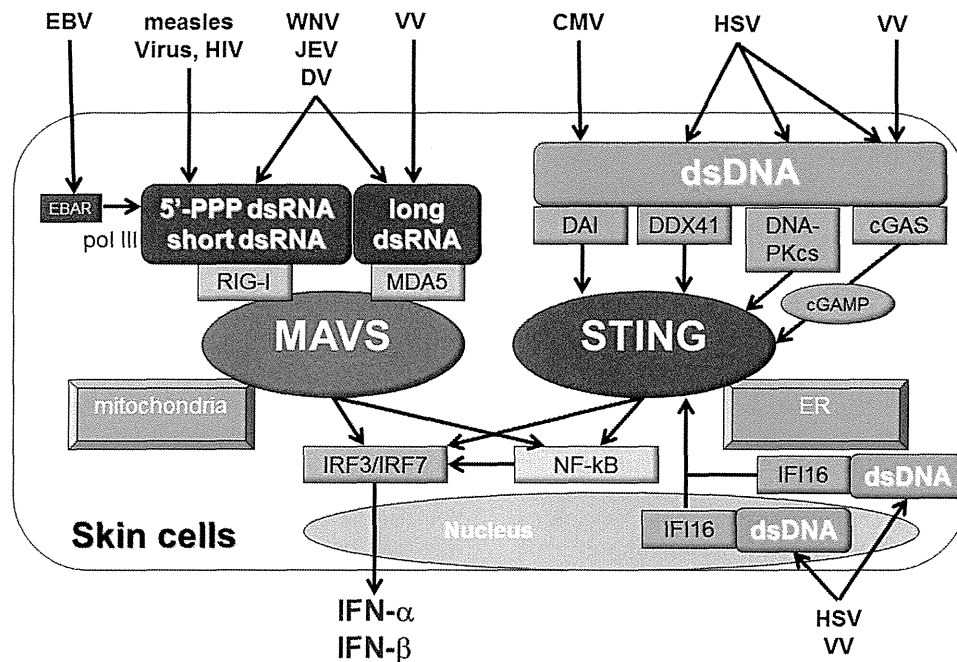 EBV
measles
Virus, HIV
WNV
JEV
DV
VV
CMV
HSV
VV
EBAR
pol III
5'-PPP dsRNA
short dsRNA
long
dsRNA
dsDNA
RIG-I
MDA5
DAI
DDX41
DNA-
PKcs
cGAS
cGAMP
MAVS
STING
mitochondria
ER
IRF3/IRF7
NF-kB
IFI16
dsDNA
Skin cells
Nucleus
IFI16
dsDNA
IFN-α
IFN-β
HSV
VV